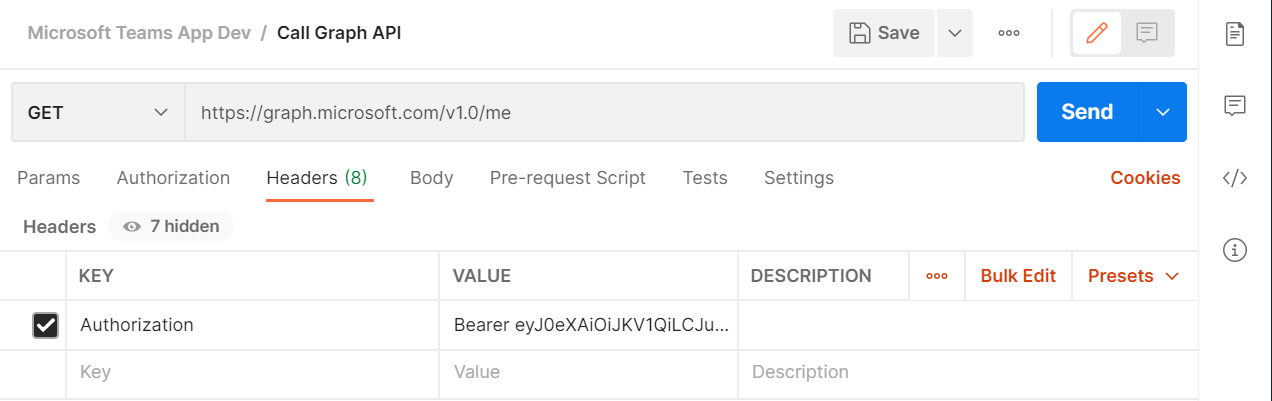 Microsoft Teams App Dev / Call Graph API Save
GET https://graph.microsoft.com/v1.0/me Send
Params Authorization Headers (8) Body Pre-request Script Tests Settings Cookies
Headers 7 hidden
KEY VALUE DESCRIPTION Bulk Edit Presets
Authorization Bearer eyJ0eXAiOiJKV1QiLCJu...
Key Value Description